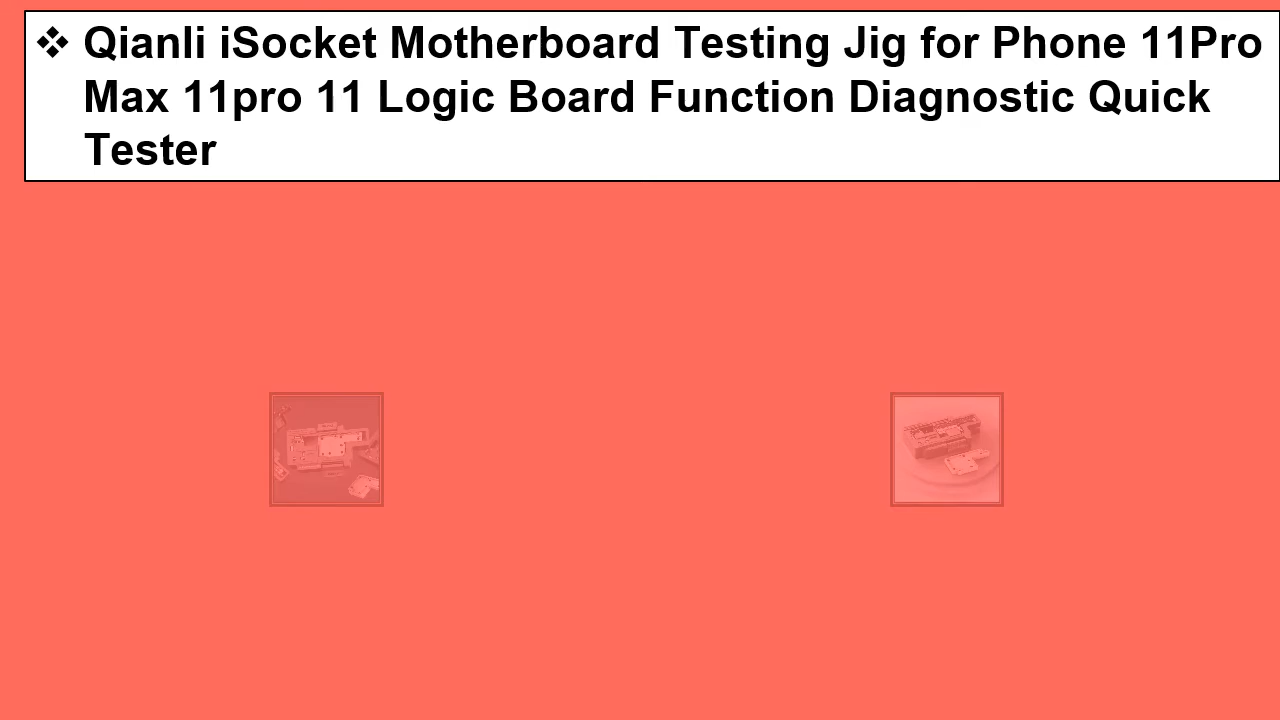 ❖ Qianli iSocket Motherboard Testing Jig for Phone 11Pro
Max 11pro 11 Logic Board Function Diagnostic Quick
Tester